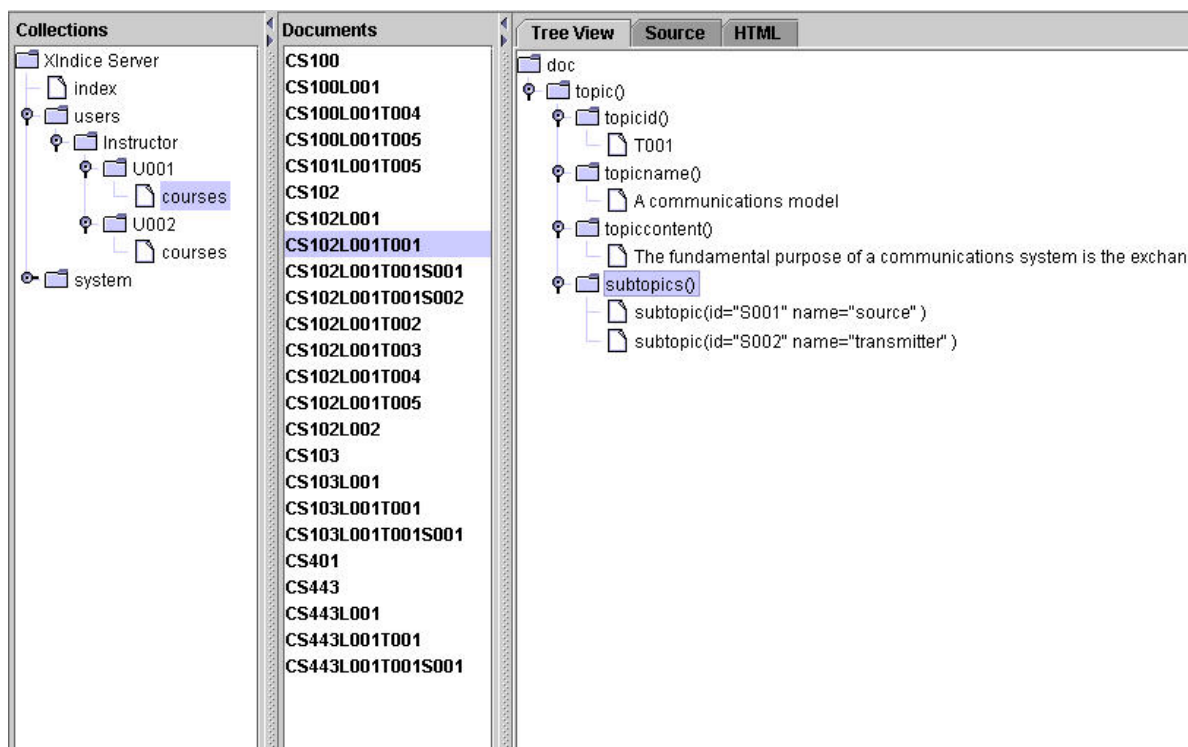 Collections
XIndice Server
index
users
Instructor
U001
courses
U002
courses
system
Documents
CS100
CS100L001
CS100L001T004
CS100L001T005
CS101L001T005
CS102
CS102L001
CS102L001T001
CS102L001T001S001
CS102L001T001S002
CS102L001T002
CS102L001T003
CS102L001T004
CS102L001T005
CS102L002
CS103
CS103L001
CS103L001T001
CS103L001T001S001
CS401
CS443
CS443L001
CS443L001T001
CS443L001T001S001
Tree View Source HTML
doc
topic()
topicid()
T001
topicname()
A communications model
topiccontent()
The fundamental purpose of a communications system is the exchan
subtopics()
subtopic(id="S001" name="source" )
subtopic(id="S002" name="transmitter" )